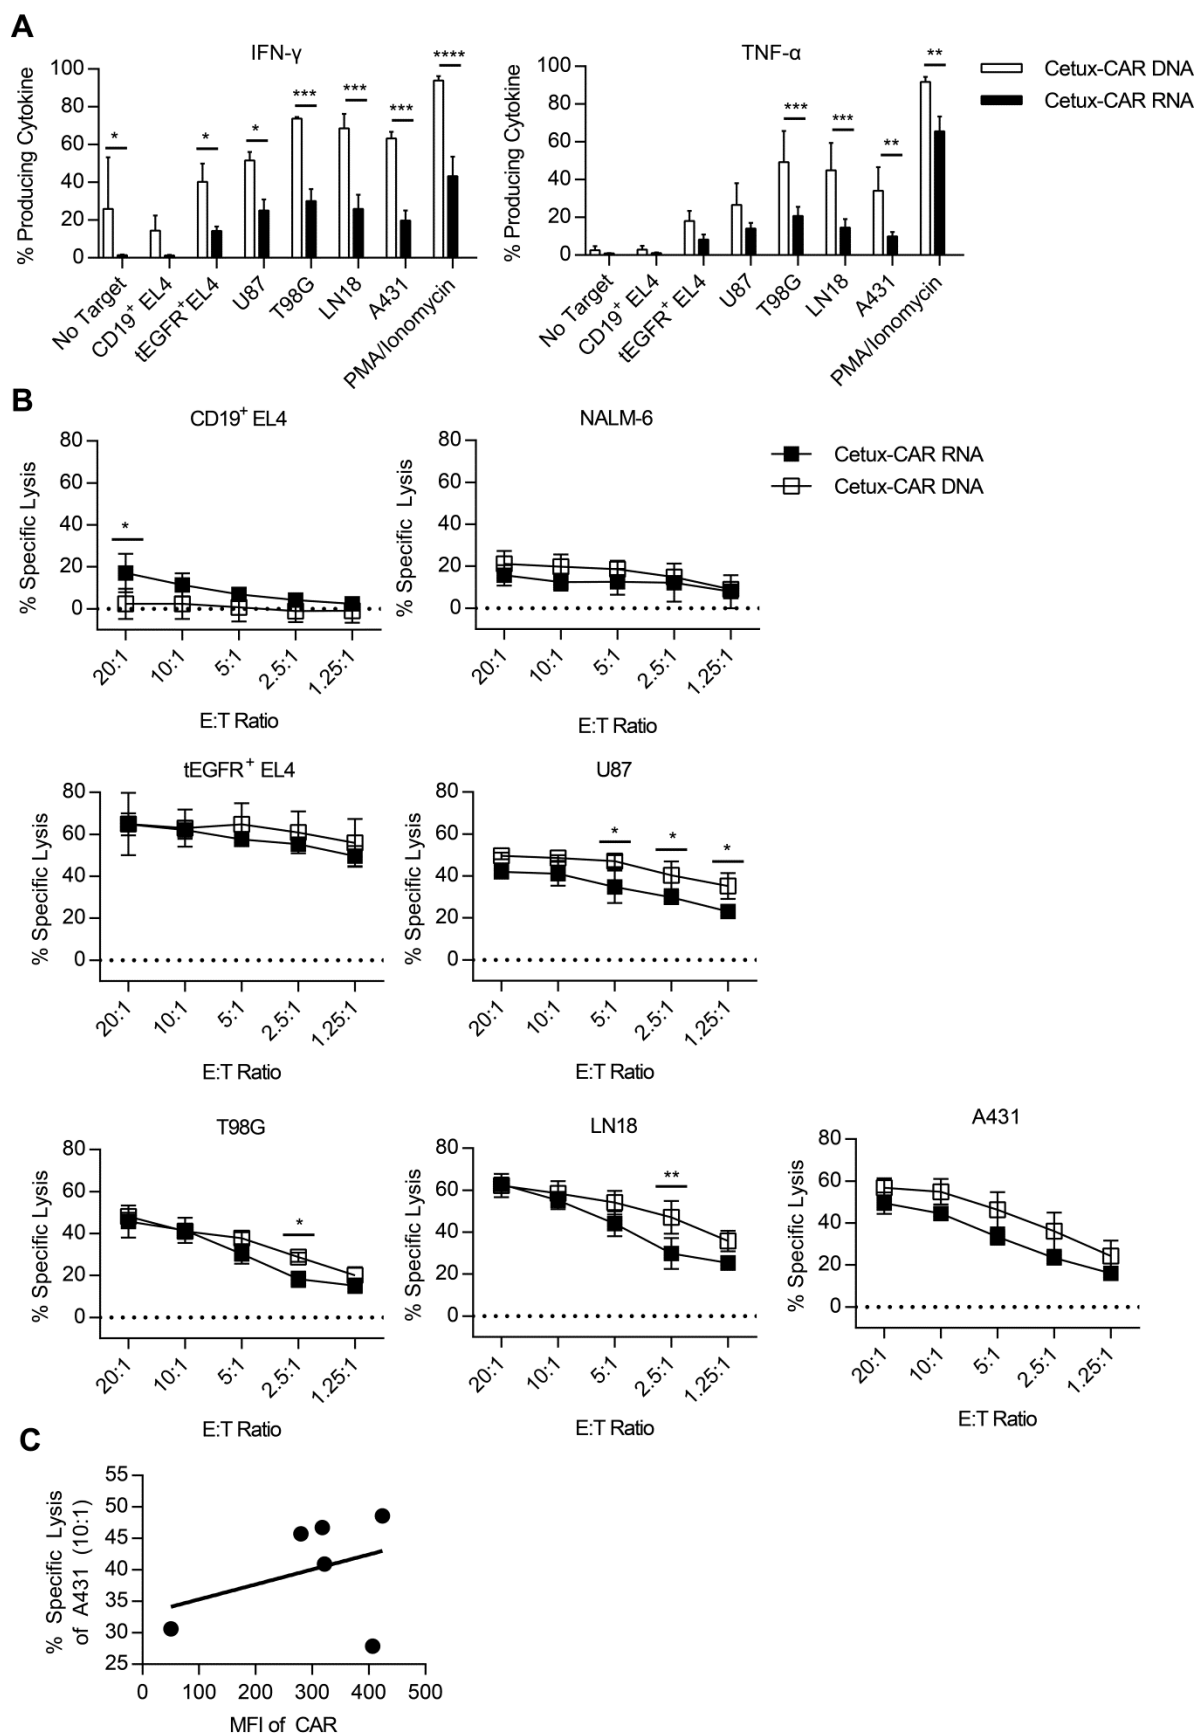 A
IFN-γ
% Producing Cytokine
100
80
60
40
20
0
*
*
*
***
***
***
****
No Target
CD19+ EL4
tEGFR+EL4
U87
T98G
LN18
A431
PMA/Ionomycin
TNF-α
% Producing Cytokine
100
80
60
40
20
0
***
***
**
**
No Target
CD19+ EL4
tEGFR+ EL4
U87
T98G
LN18
A431
PMA/Ionomycin
Cetux-CAR DNA
Cetux-CAR RNA
B
CD19+ EL4
% Specific Lysis
80
60
40
20
0
*
20:1
10:1
5:1
2.5:1
1.25:1
E:T Ratio
NALM-6
% Specific Lysis
80
60
40
20
0
20:1
10:1
5:1
2.5:1
1.25:1
E:T Ratio
Cetux-CAR RNA
Cetux-CAR DNA
tEGFR+ EL4
% Specific Lysis
80
60
40
20
0
20:1
10:1
5:1
2.5:1
1.25:1
E:T Ratio
U87
% Specific Lysis
80
60
40
20
0
*
*
*
20:1
10:1
5:1
2.5:1
1.25:1
E:T Ratio
T98G
% Specific Lysis
80
60
40
20
0
*
20:1
10:1
5:1
2.5:1
1.25:1
E:T Ratio
LN18
% Specific Lysis
80
60
40
20
0
**
20:1
10:1
5:1
2.5:1
1.25:1
E:T Ratio
A431
% Specific Lysis
80
60
40
20
0
20:1
10:1
5:1
2.5:1
1.25:1
E:T Ratio
C
% Specific Lysis
of A431 (10:1)
55
50
45
40
35
30
25
0
100
200
300
400
500
MFI of CAR